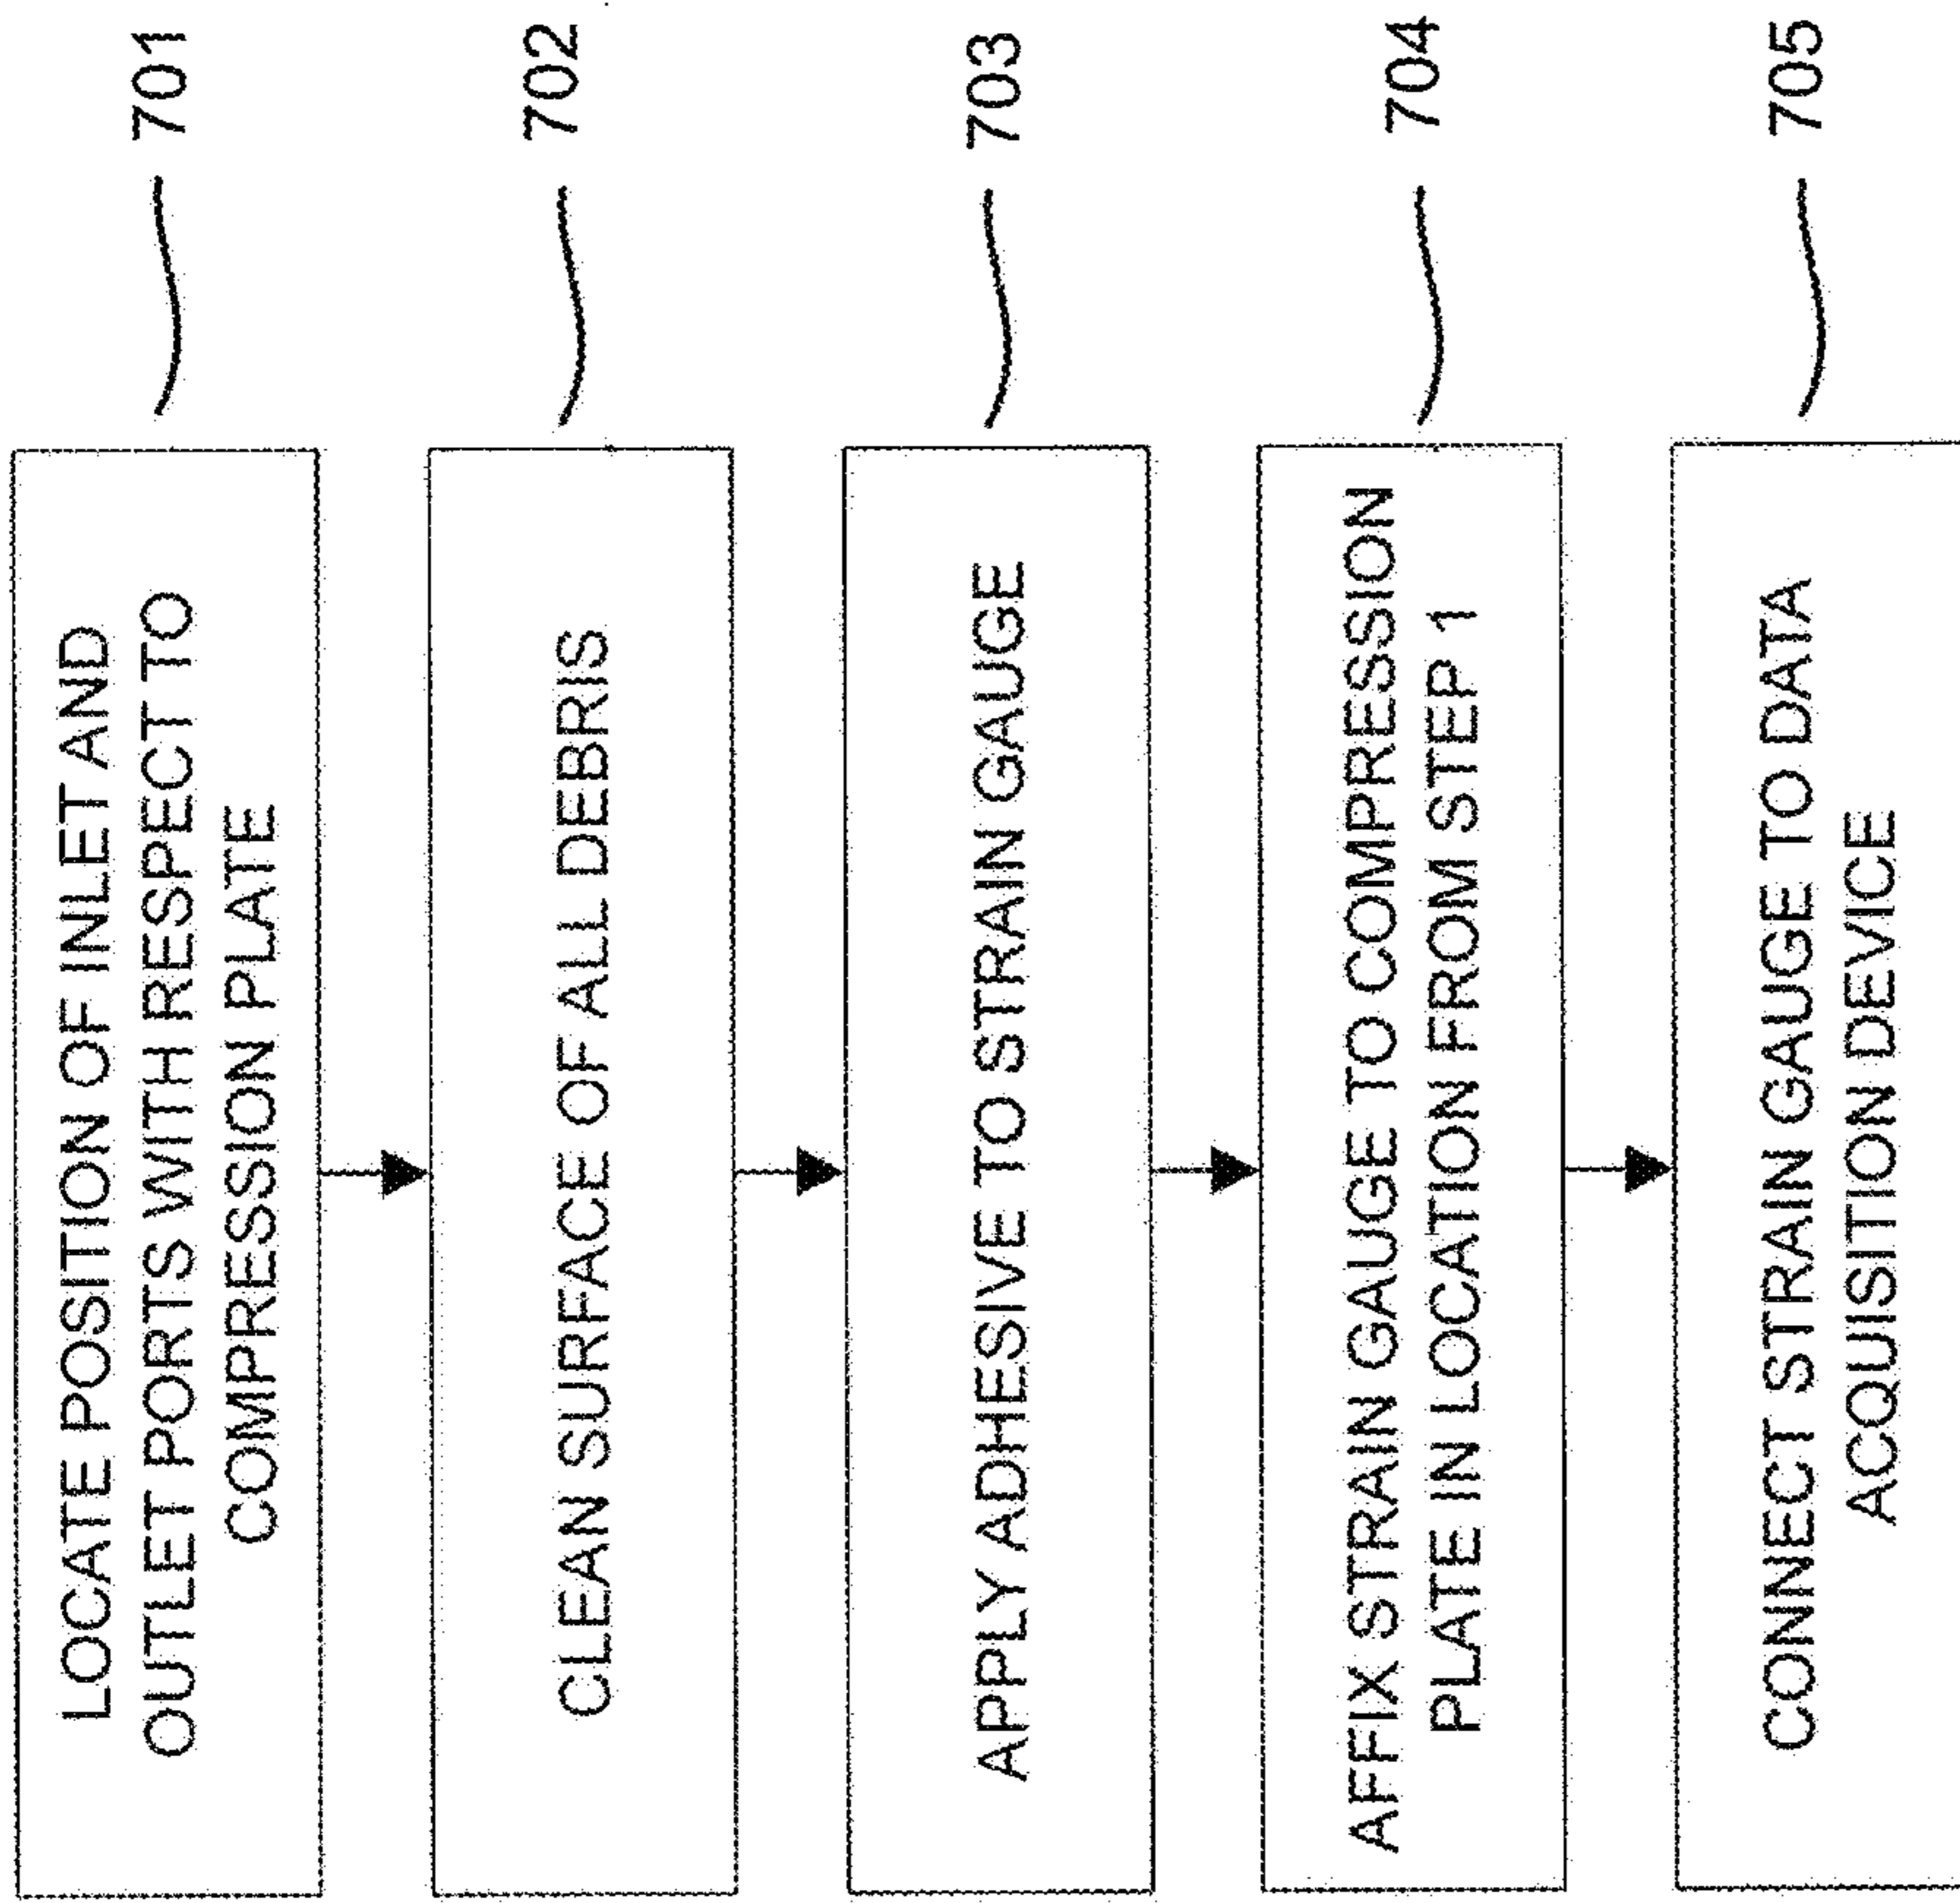 LOCATE POSITION OF INLET AND
OUTLET PORTS WITH RESPECT TO
COMPRESSION PLATE
701
CLEAN SURFACE OF ALL DEBRIS
702
APPLY ADHESIVE TO STRAIN GAUGE
703
AFFIX STRAIN GAUGE TO COMPRESSION
PLATE IN LOCATION FROM STEP 1
704
CONNECT STRAIN GAUGE TO DATA
ACQUISITION DEVICE
705